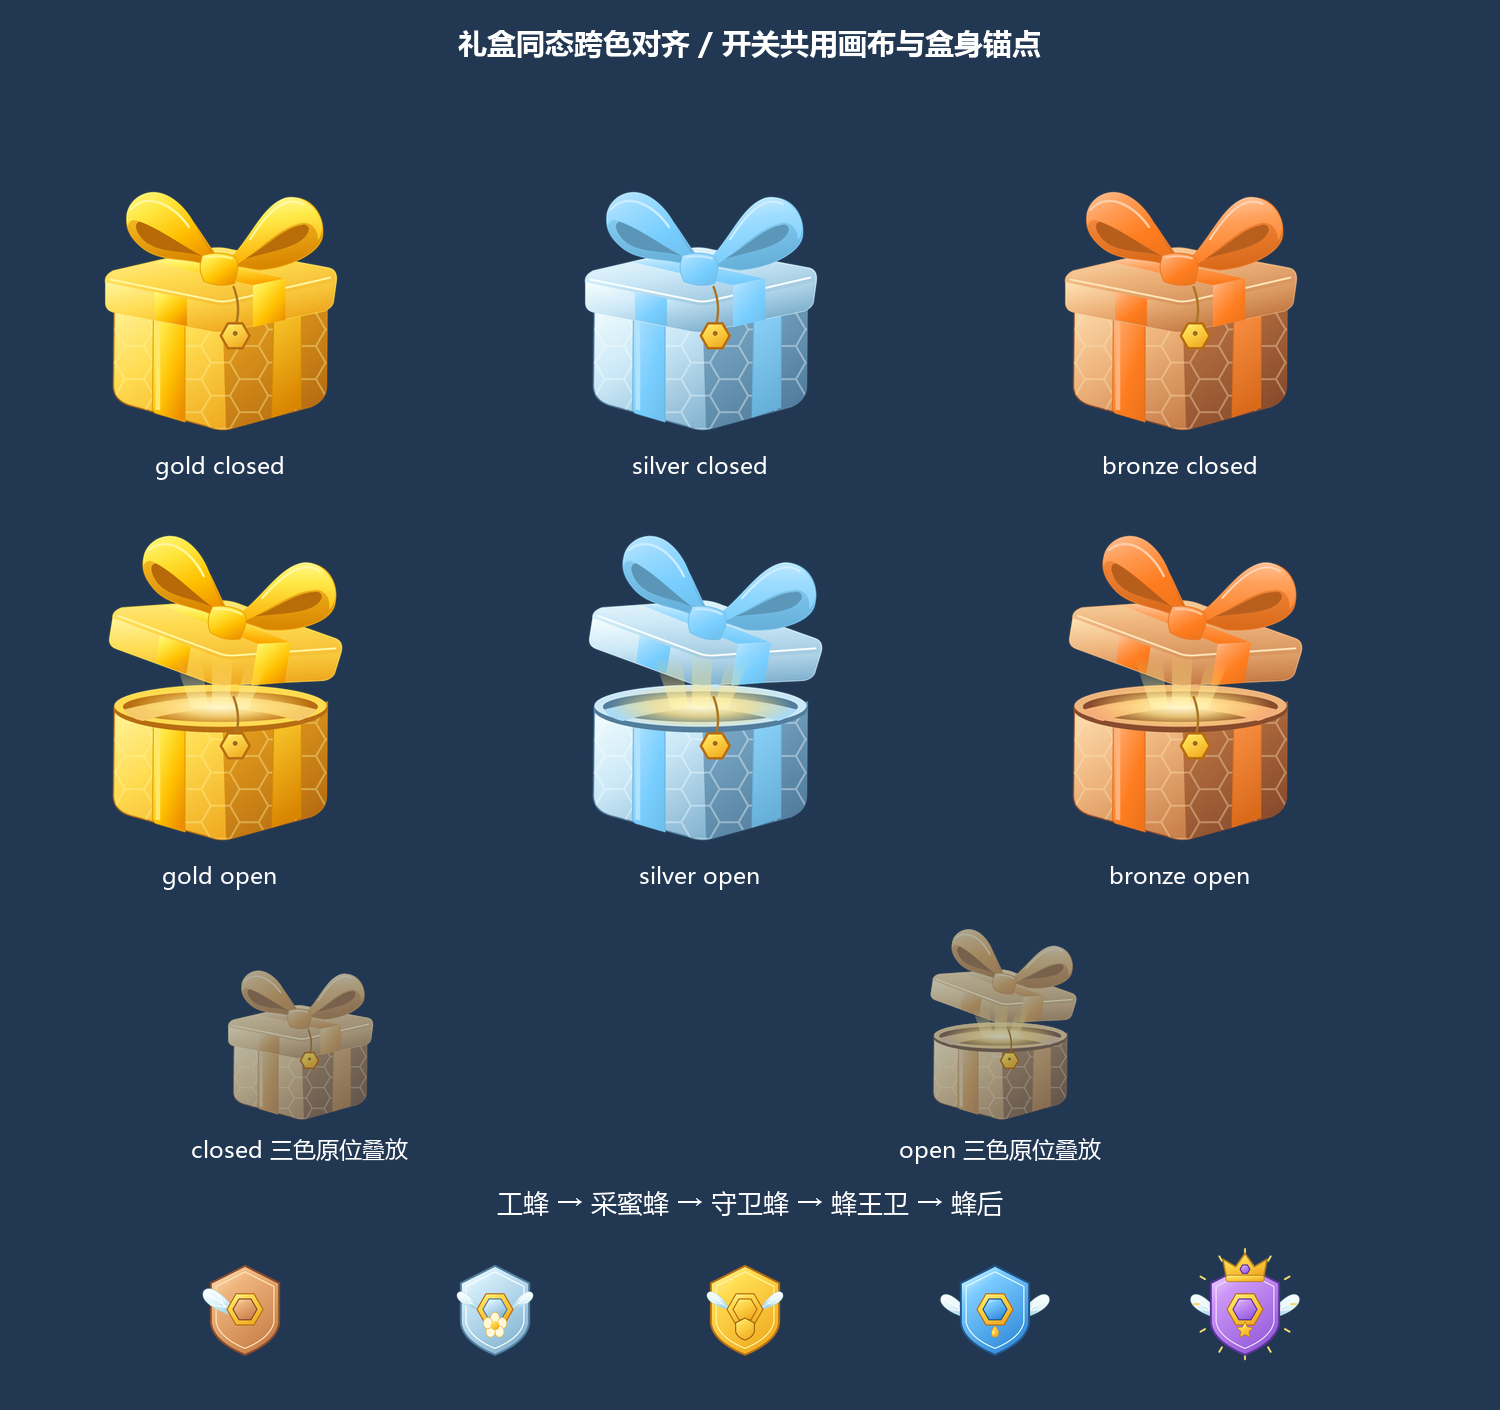 礼盒同态跨色对齐 / 开关共用画布与盒身锚点
gold closed
silver closed
bronze closed
gold open
silver open
bronze open
closed 三色原位叠放
open 三色原位叠放
工蜂 → 采蜜蜂 → 守卫蜂 → 蜂王卫 → 蜂后